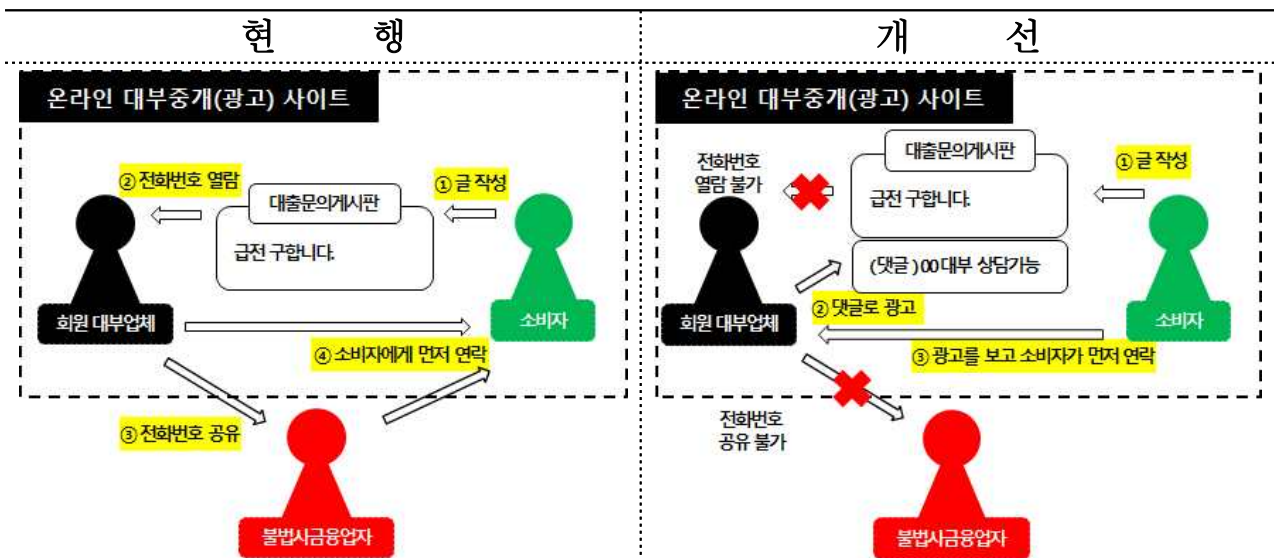 현 행
온라인 대부중개(광고) 사이트
② 전화번호 열람
① 글 작성
대출문의게시판
급전 구합니다.
회원 대부업체
소비자
④ 소비자에게 먼저 연락
③ 전화번호 공유
불법사금융업자
개 선
온라인 대부중개(광고) 사이트
전화번호
열람 불가
대출문의게시판
① 글 작성
급전 구합니다.
(댓글)00대부 상담가능
회원 대부업체
② 댓글로 광고
소비자
③ 광고를 보고 소비자가 먼저 연락
전화번호
공유 불가
불법사금융업자